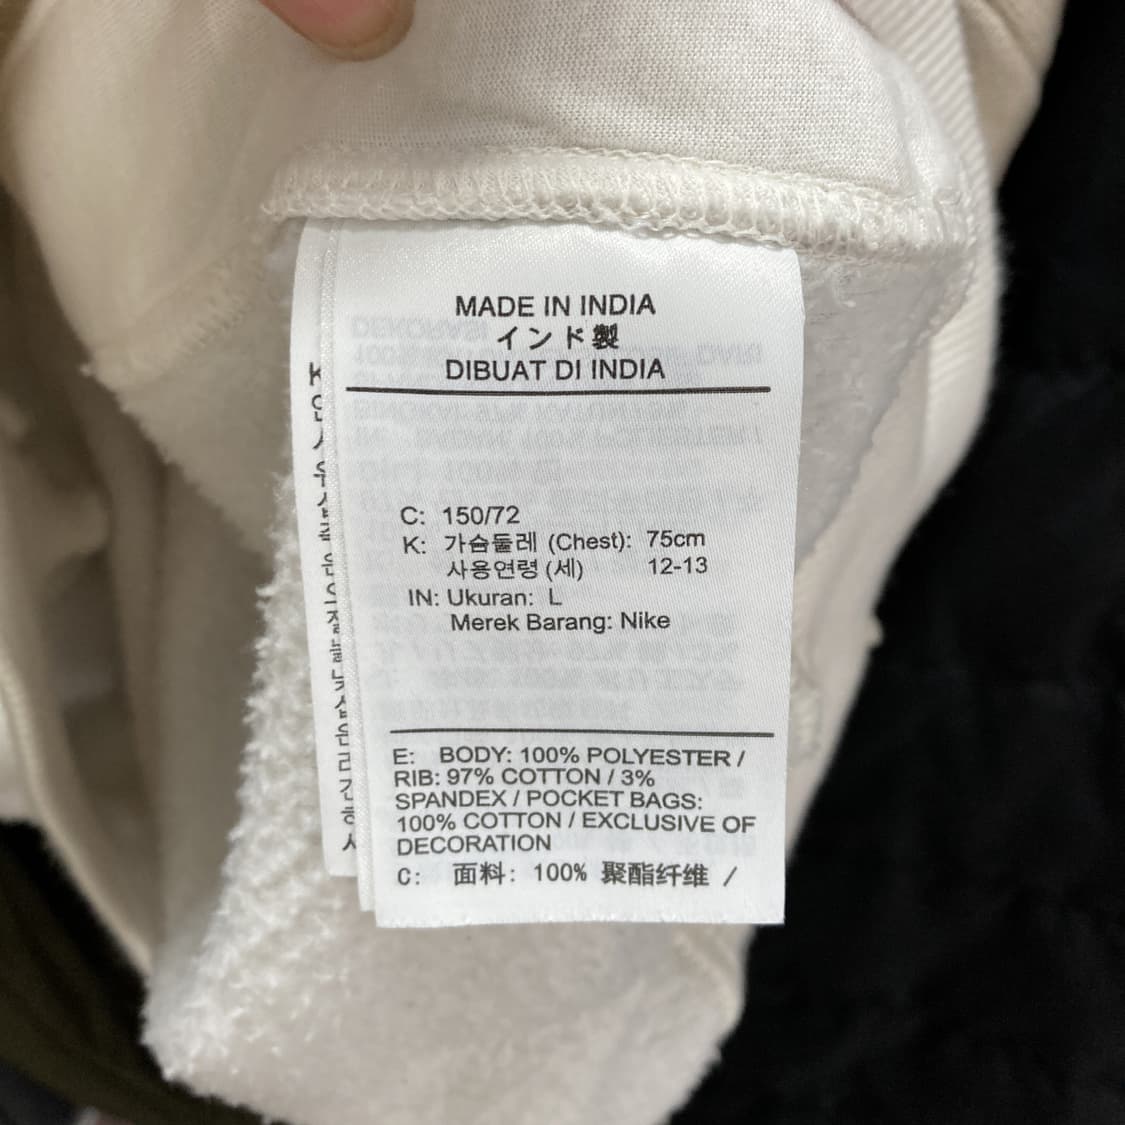 MADE IN INDIA
インド製
DIBUAT DI INDIA
C: 150/72
K: 가슴둘레 (Chest): 75cm
사용연령 (세) 12-13
IN: Ukuran: L
Merek Barang: Nike
E: BODY: 100% POLYESTER /
RIB: 97% COTTON / 3%
SPANDEX / POCKET BAGS:
100% COTTON / EXCLUSIVE OF
DECORATION
C: 面料: 100% 聚酯纤维 /